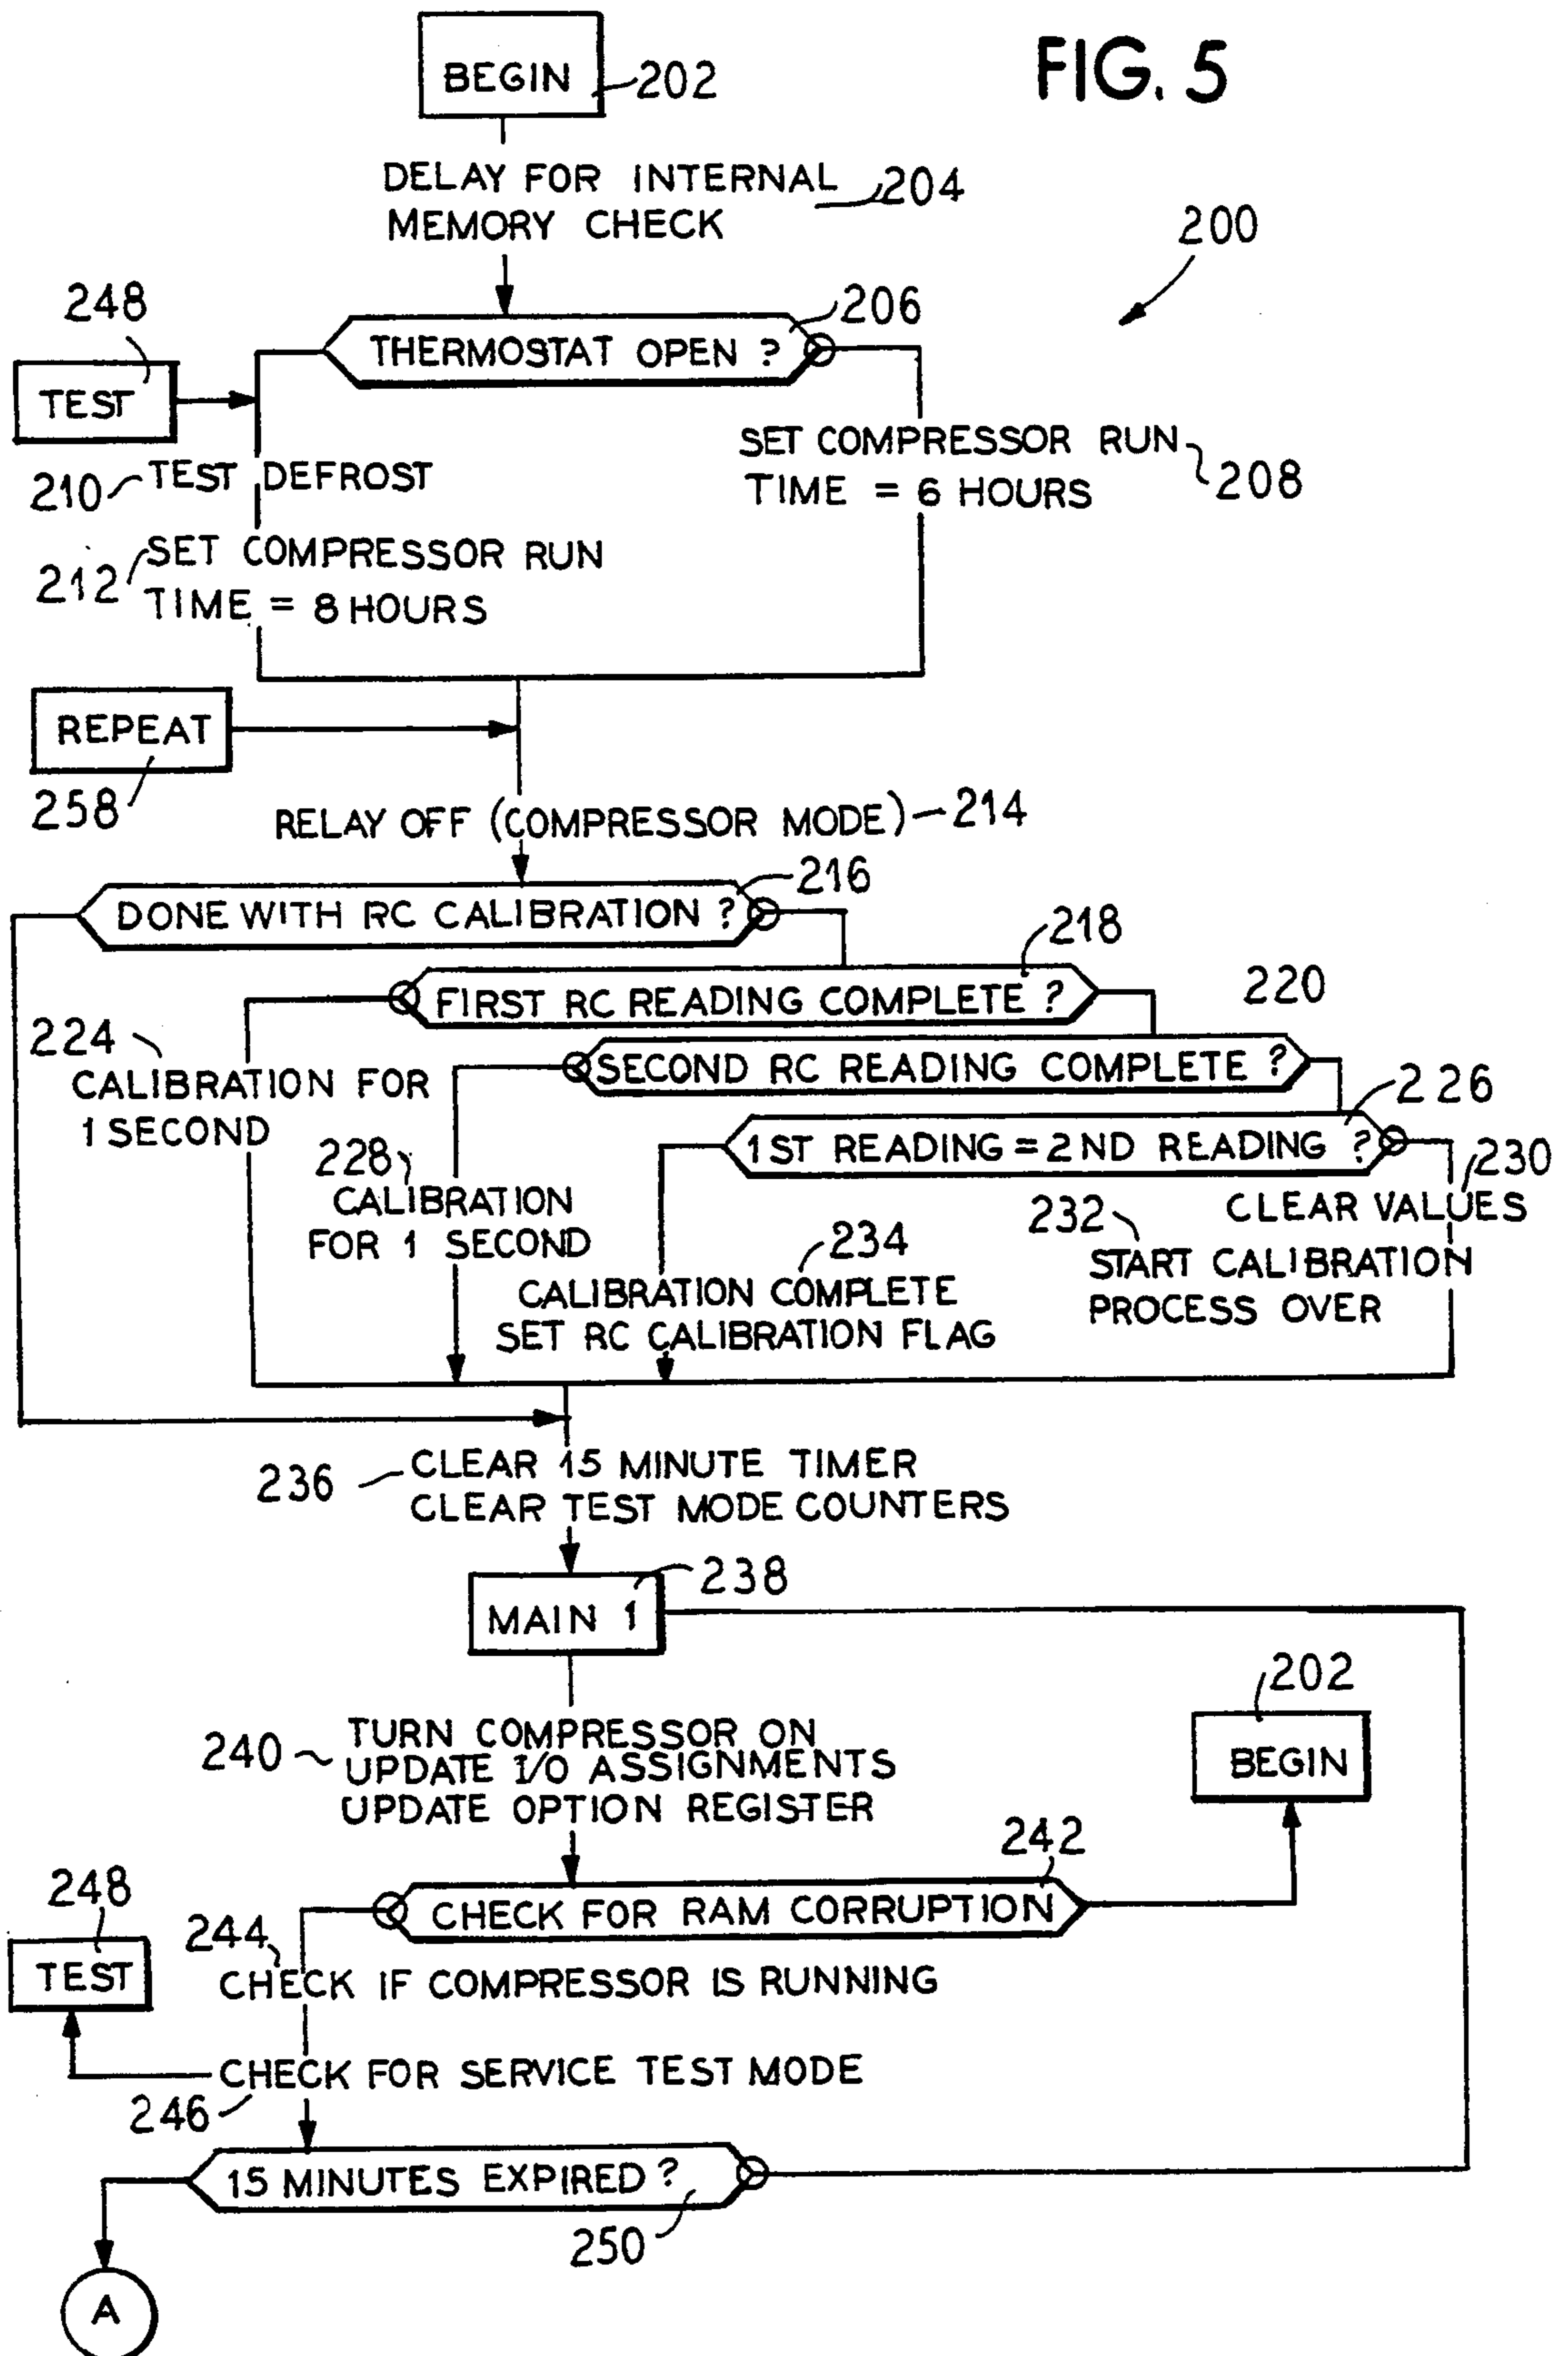 FIG. 5
BEGIN
202
DELAY FOR INTERNAL
MEMORY CHECK
204
200
248
206
THERMOSTAT OPEN ?
TEST
SET COMPRESSOR RUN
TIME = 6 HOURS
208
210
TEST DEFROST
212
SET COMPRESSOR RUN
TIME = 8 HOURS
REPEAT
258
RELAY OFF (COMPRESSOR MODE)
214
216
DONE WITH RC CALIBRATION ?
218
FIRST RC READING COMPLETE ?
220
224
SECOND RC READING COMPLETE ?
CALIBRATION FOR
1 SECOND
226
1ST READING = 2ND READING ?
228
CALIBRATION
FOR 1 SECOND
230
CLEAR VALUES
232
START CALIBRATION
PROCESS OVER
234
CALIBRATION COMPLETE
SET RC CALIBRATION FLAG
236
CLEAR 15 MINUTE TIMER
CLEAR TEST MODE COUNTERS
238
MAIN 1
202
BEGIN
240
TURN COMPRESSOR ON
UPDATE I/O ASSIGNMENTS
UPDATE OPTION REGISTER
242
CHECK FOR RAM CORRUPTION
248
TEST
244
CHECK IF COMPRESSOR IS RUNNING
CHECK FOR SERVICE TEST MODE
246
15 MINUTES EXPIRED ?
250
A